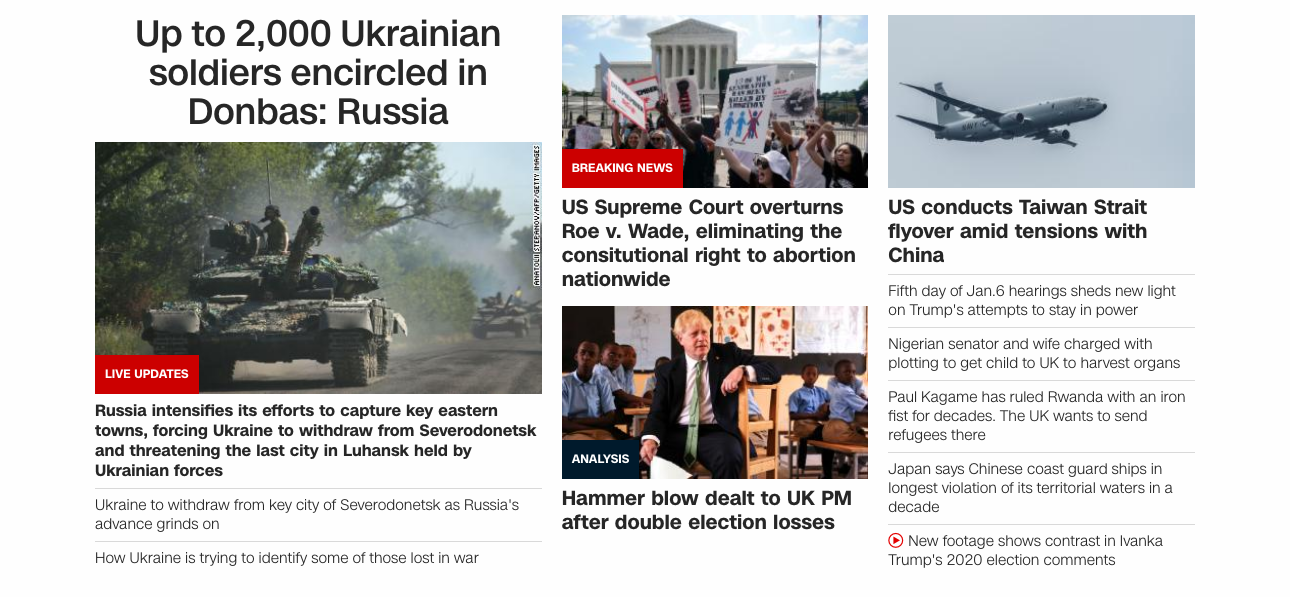 Up to 2,000 Ukrainian
soldiers encircled in
Donbas: Russia
ANATOLII STEPANOV/AFP/GETTY IMAGES
LIVE UPDATES
Russia intensifies its efforts to capture key eastern
towns, forcing Ukraine to withdraw from Severodonetsk
and threatening the last city in Luhansk held by
Ukrainian forces
Ukraine to withdraw from key city of Severodonetsk as Russia's
advance grinds on
How Ukraine is trying to identify some of those lost in war
GENERATION
HAS BEEN
KILLED BY
ABORTION
BREAKING NEWS
US Supreme Court overturns
Roe v. Wade, eliminating the
consitutional right to abortion
nationwide
ANALYSIS
Hammer blow dealt to UK PM
after double election losses
NAVY
US conducts Taiwan Strait
flyover amid tensions with
China
Fifth day of Jan.6 hearings sheds new light
on Trump's attempts to stay in power
Nigerian senator and wife charged with
plotting to get child to UK to harvest organs
Paul Kagame has ruled Rwanda with an iron
fist for decades. The UK wants to send
refugees there
Japan says Chinese coast guard ships in
longest violation of its territorial waters in a
decade
New footage shows contrast in Ivanka
Trump's 2020 election comments